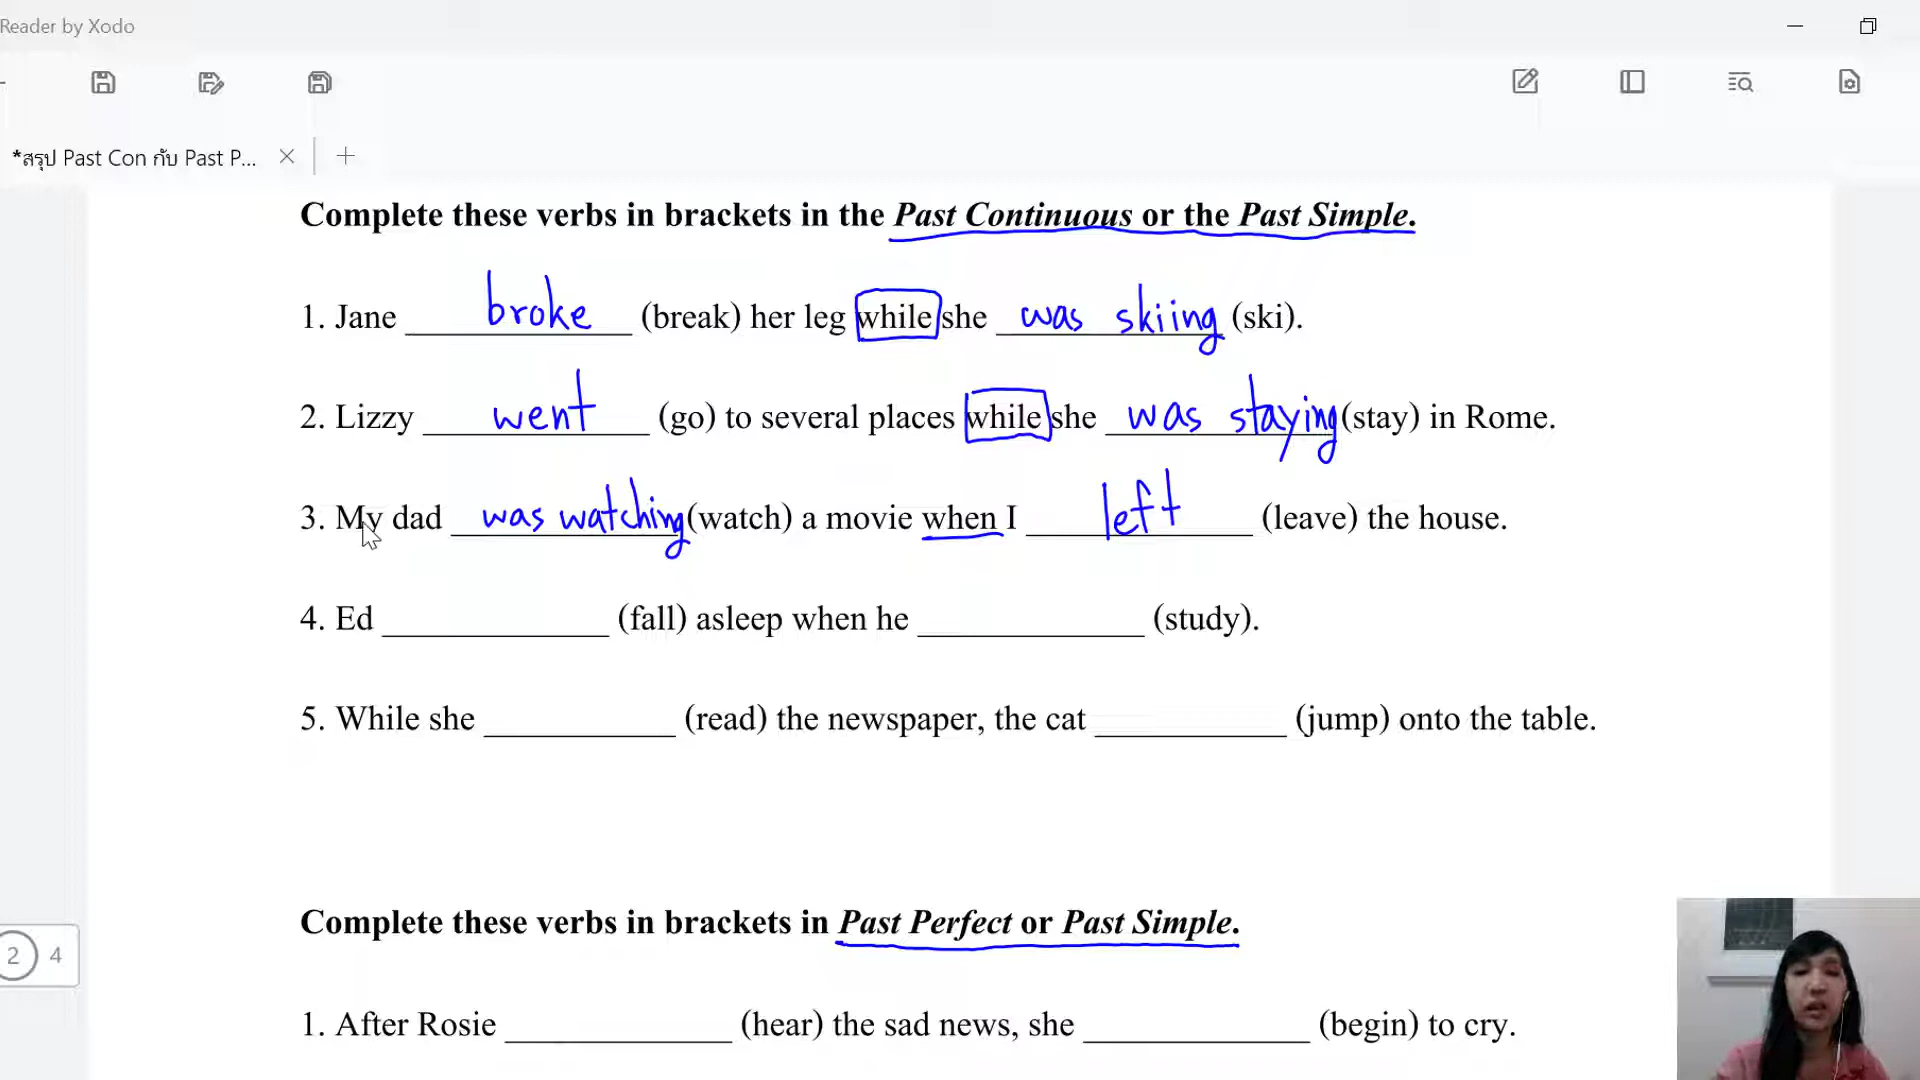 Reader by Xodo
*สรุป Past Con กับ Past P...
Complete these verbs in brackets in the Past Continuous or the Past Simple.
1. Jane broke (break) her leg while she was skiing (ski).
2. Lizzy went (go) to several places while she was staying (stay) in Rome.
3. My dad was watching (watch) a movie when I left (leave) the house.
4. Ed ____________ (fall) asleep when he ____________ (study).
5. While she __________ (read) the newspaper, the cat __________ (jump) onto the table.
Complete these verbs in brackets in Past Perfect or Past Simple.
2 4
1. After Rosie ____________ (hear) the sad news, she ____________ (begin) to cry.